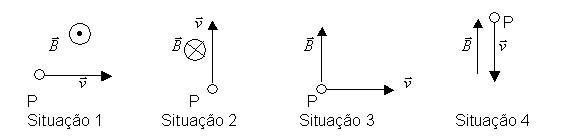 B⃗ v⃗ P
Situação 1
v⃗ B⃗ P
Situação 2
B⃗ v⃗ P
Situação 3
P B⃗ v⃗
Situação 4